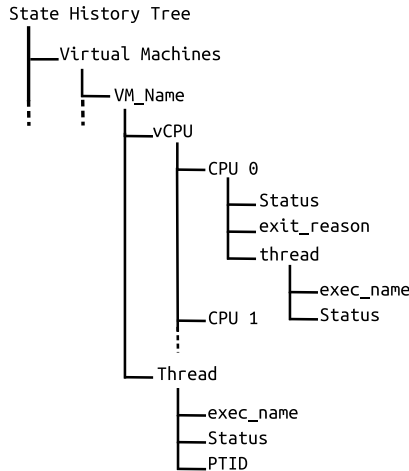 State History Tree
Virtual Machines
VM_Name
vCPU
CPU 0
Status
exit_reason
thread
exec_name
Status
CPU 1
Thread
exec_name
Status
PTID